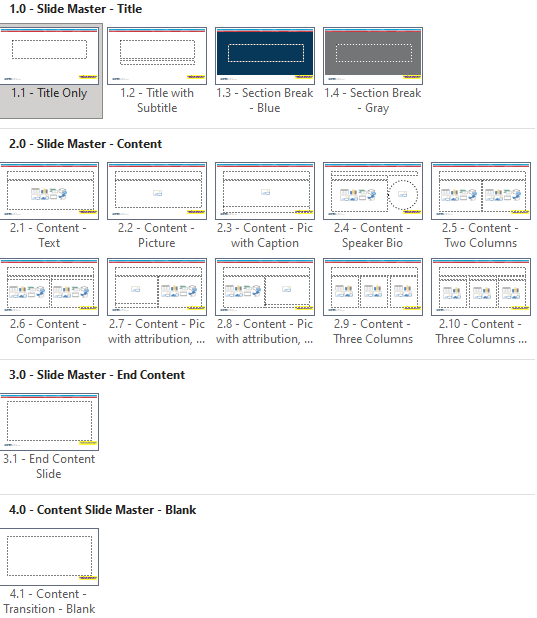 1.0 - Slide Master - Title
1.1 - Title Only
1.2 - Title with
Subtitle
1.3 - Section Break
- Blue
1.4 - Section Break
- Gray
2.0 - Slide Master - Content
2.1 - Content -
Text
2.2 - Content -
Picture
2.3 - Content - Pic
with Caption
2.4 - Content -
Speaker Bio
2.5 - Content -
Two Columns
2.6 - Content -
Comparison
2.7 - Content - Pic
with attribution, ...
2.8 - Content - Pic
with attribution, ...
2.9 - Content -
Three Columns
2.10 - Content -
Three Columns ...
3.0 - Slide Master - End Content
3.1 - End Content
Slide
4.0 - Content Slide Master - Blank
4.1 - Content -
Transition - Blank